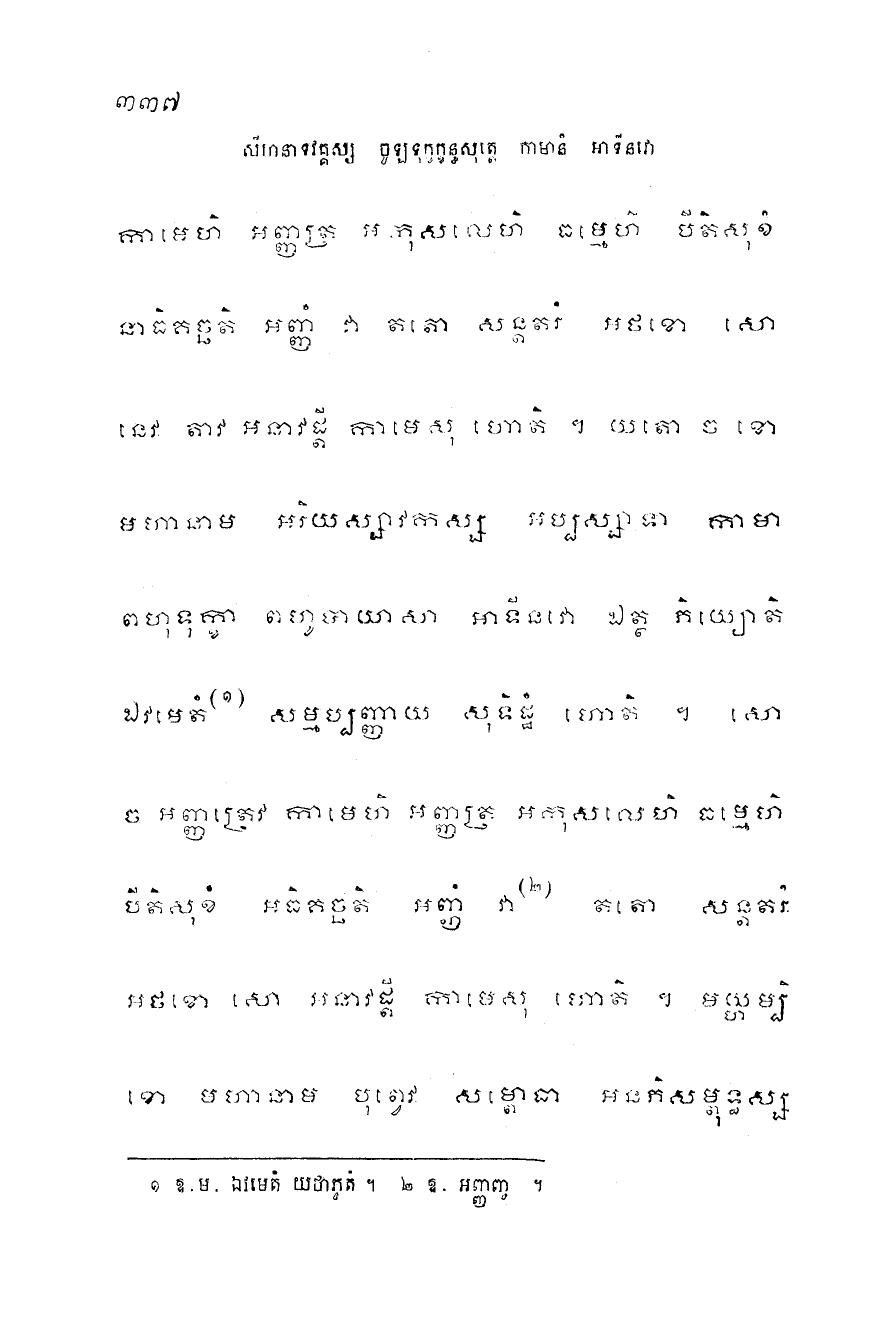 ៣៣៧
សីហនាទវគ្គស្ស ចូឡទុក្ខក្ខន្ធសុត្តេ កាមានំ អាទីនវោ
កាមេហិ អញ្ញត្រ អកុសលេហិ ធម្មេហិ បីតិសុខំ
នាធិគច្ឆតិ អញ្ញំ វា តតោ សន្តតរំ អថខោ សោ
នេវ តាវ អនាវដ្តី កាមេសុ ហោតិ ។ យតោ ច ខោ
មហានាម អរិយស្សាវកស្ស អប្បស្សាទា កាមា
ពហុទុក្ខា ពហូបាយាសា អាទីនវោ ឯត្ថ ភិយ្យោតិ
ឯវមេតំ(១) សម្មប្បញ្ញាយ សុទិដ្ឋំ ហោតិ ។ សោ
ច អញ្ញត្រេវ កាមេហិ អញ្ញត្រ អកុសលេហិ ធម្មេហិ
បីតិសុខំ អធិគច្ឆតិ អញ្ញំ វា(២) តតោ សន្តតរំ
អថខោ សោ អនាវដ្តី កាមេសុ ហោតិ ។ មយ្ហម្បិ
ខោ មហានាម បុព្វេវ សម្ពោធា អនភិសម្ពុទ្ធស្ស
១ ឱ.ម. ឯវមេតំ យថាភូតំ ។ ២ ឱ. អញ្ញញ្ច ។